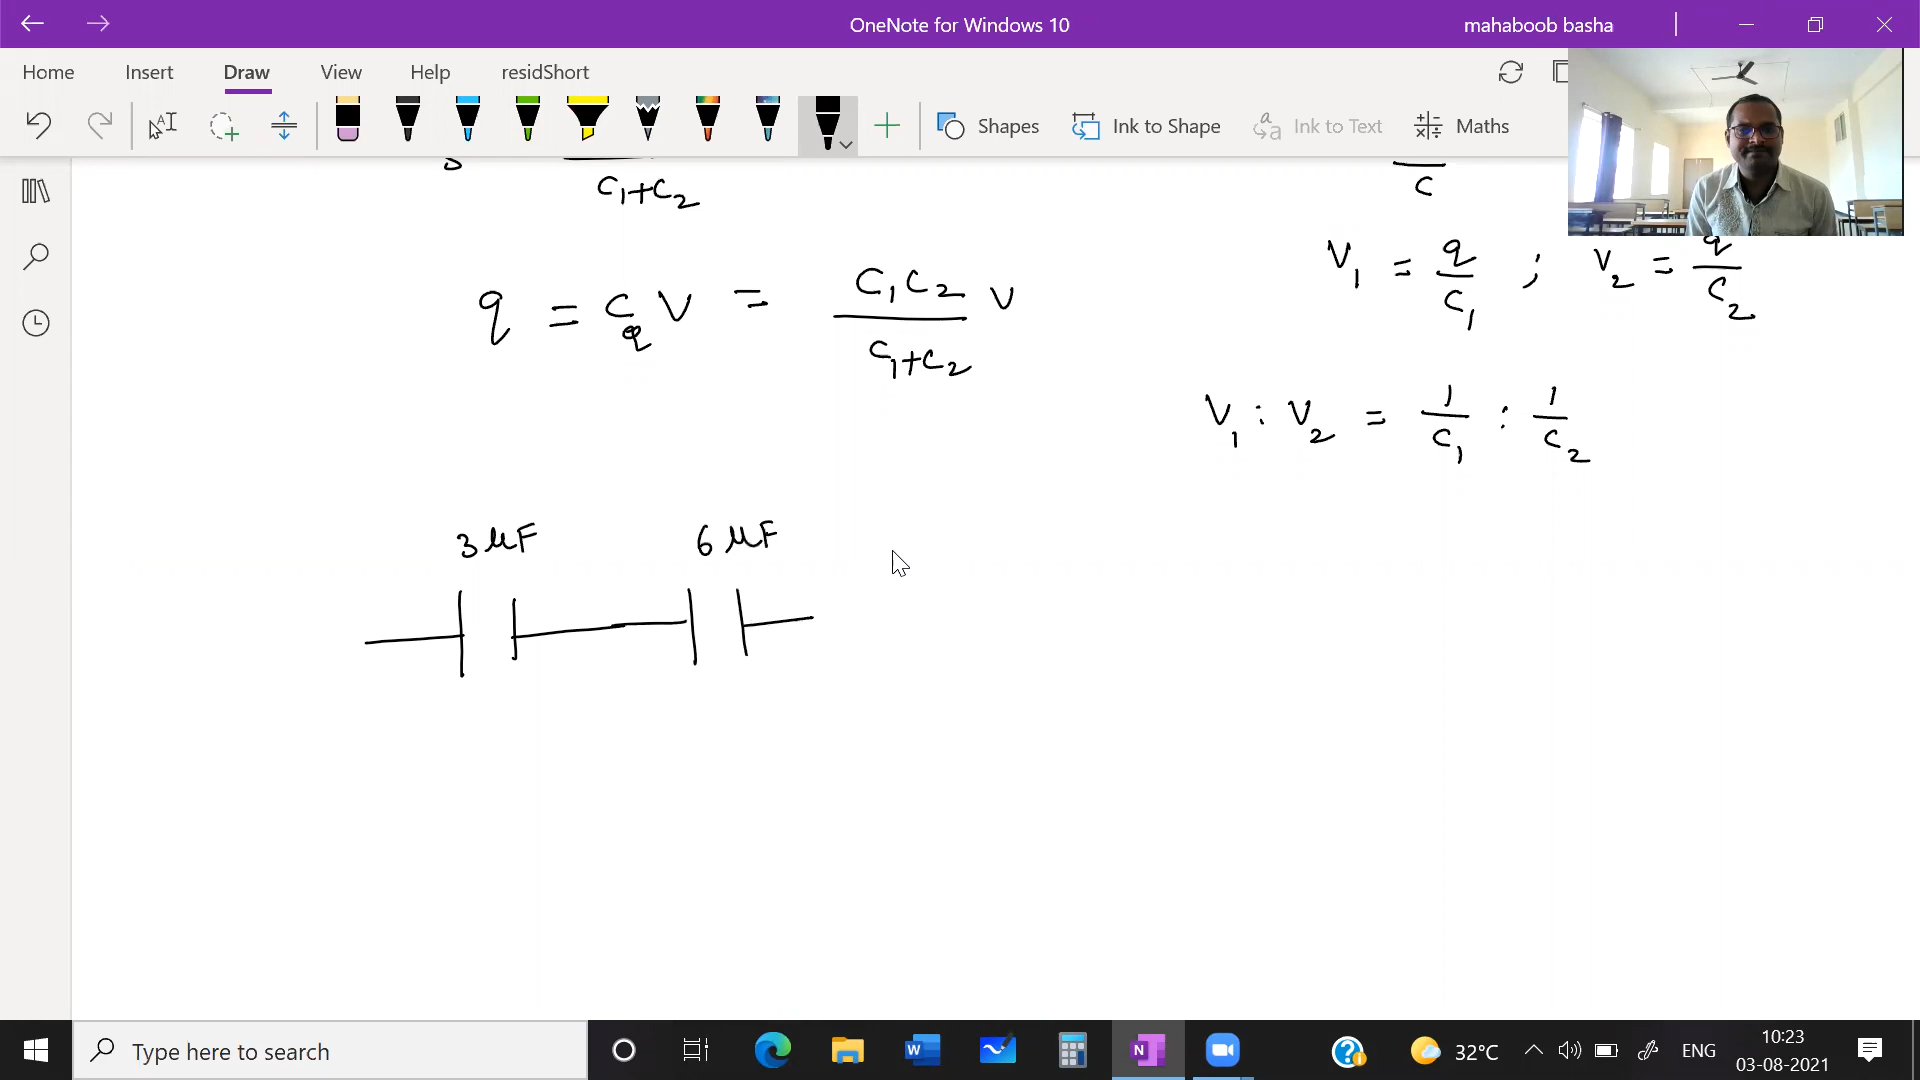 OneNote for Windows 10
mahaboob basha
Home Insert Draw View Help residShort
Shapes Ink to Shape Ink to Text Maths
C₁+C₂
C
q = C_q V = C₁C₂/C₁+C₂ V
V₁ = q/C₁ ; V₂ = q/C₂
V₁ : V₂ = 1/C₁ : 1/C₂
3 μF 6 μF
Type here to search
32°C
ENG
10:23
03-08-2021